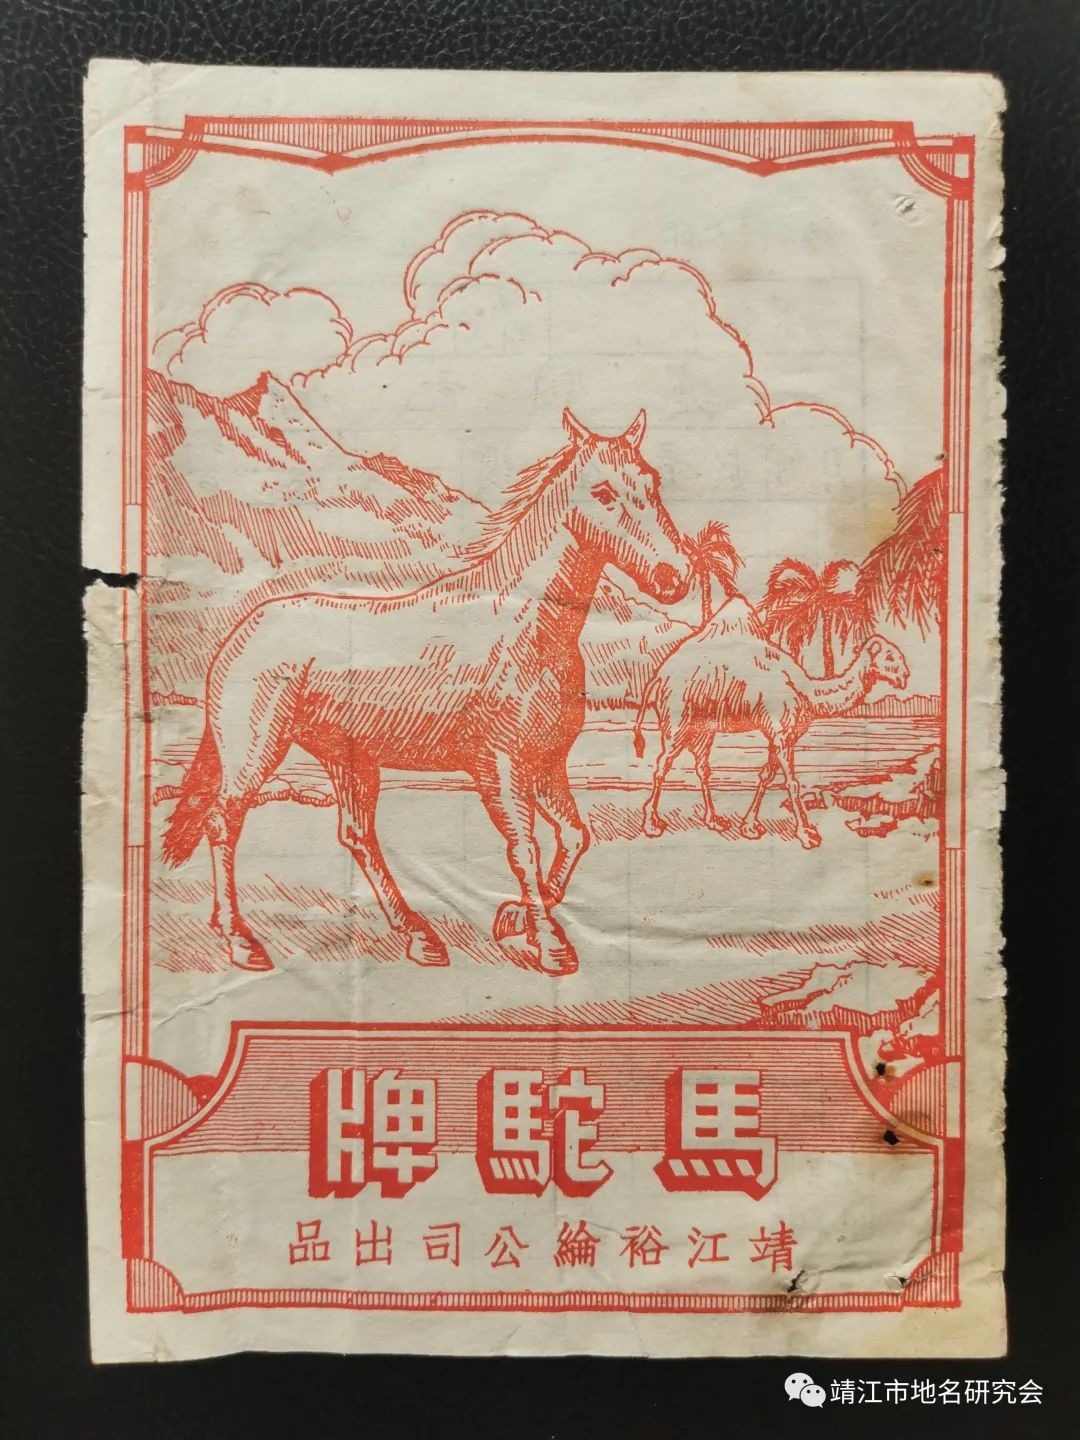 馬駝牌
靖江裕綸公司出品
靖江市地名研究会